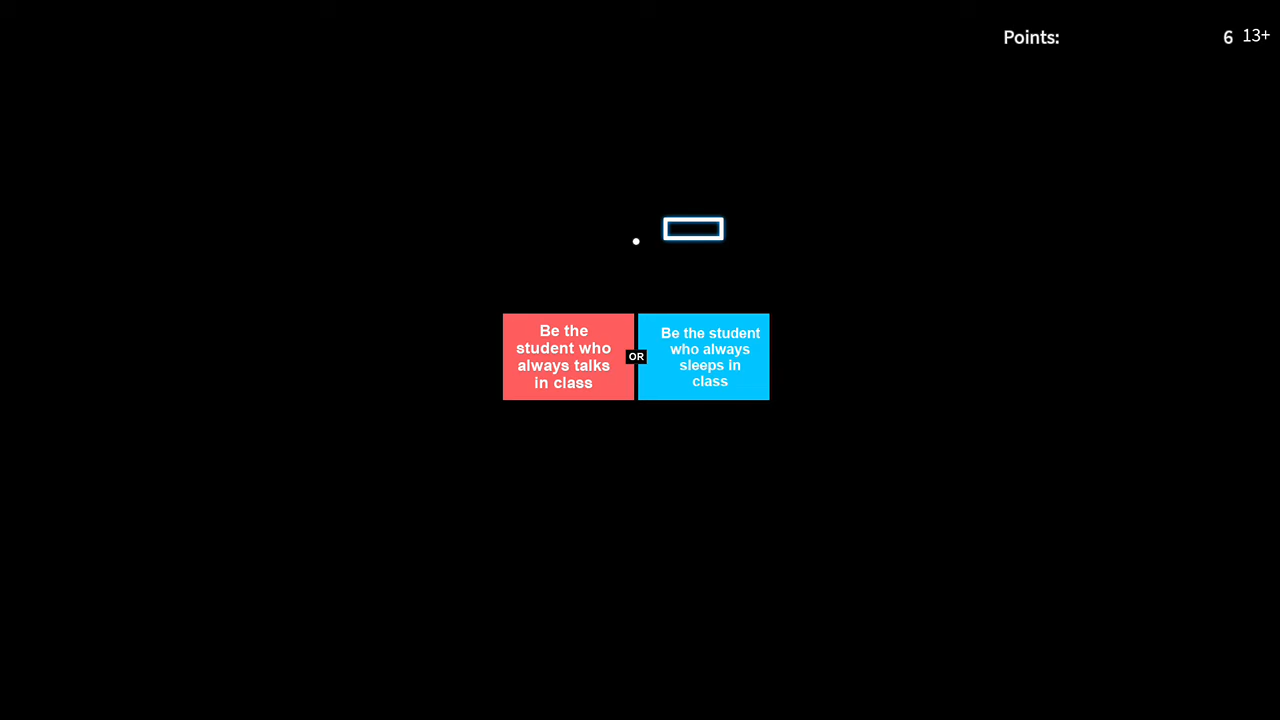 Points: 6 13+
Be the
student who
always talks
in class
OR
Be the student
who always
sleeps in
class